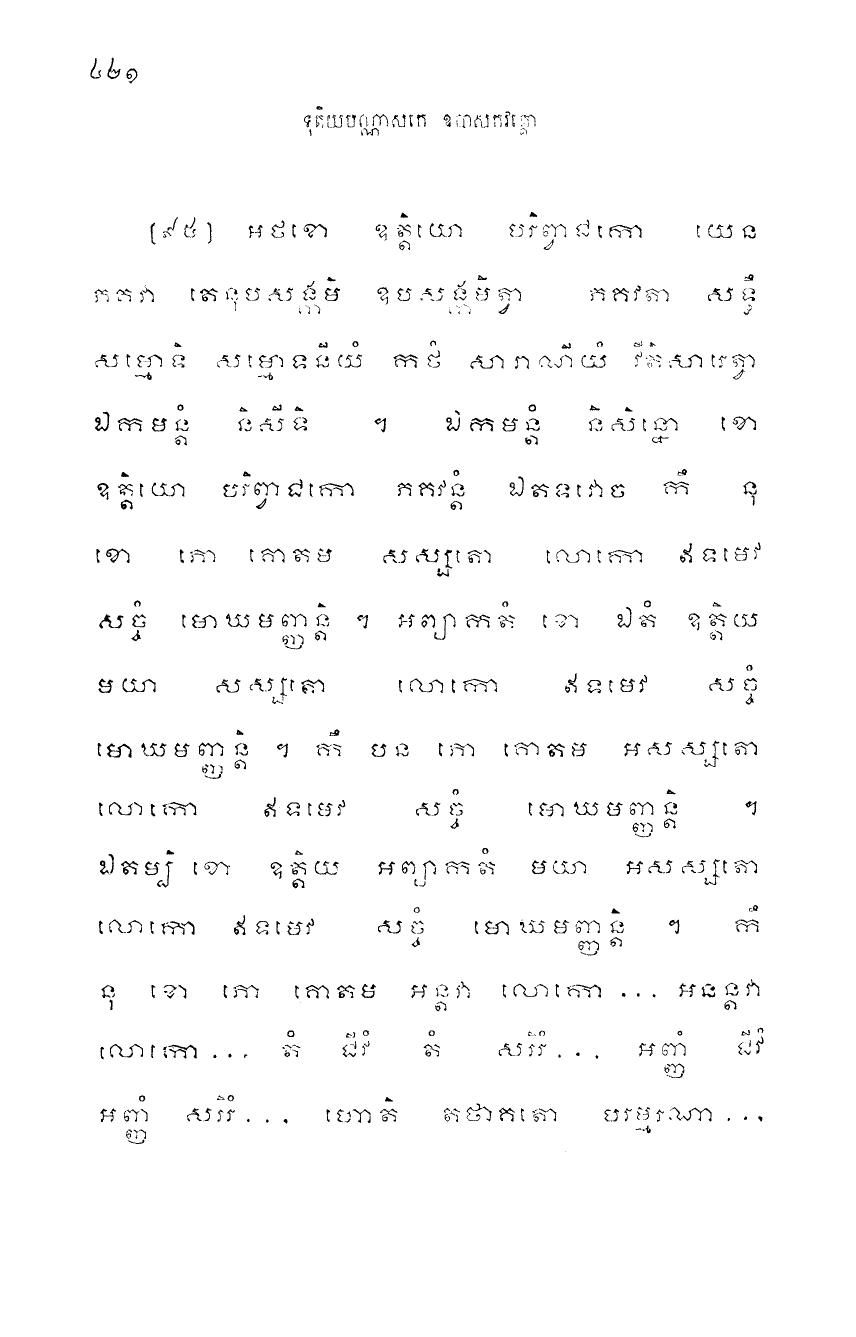 ៤២១
ទុតិយបណ្ណាសកេ ឧបាសកវគ្គោ
[៩៥] អថខោ ឧត្តិយោ បរិព្វាជកោ យេន
ភគវា តេនុបសង្កមិ ឧបសង្កមិត្វា ភគវតា សទ្ធឹ
សម្មោទិ សម្មោទនីយំ កថំ សារាណីយំ វីតិសារេត្វា
ឯកមន្តំ និសីទិ ។ ឯកមន្តំ និសិន្នោ ខោ
ឧត្តិយោ បរិព្វាជកោ ភគវន្តំ ឯតទវោច កឹ នុ
ខោ ភោ គោតម សស្សតោ លោកោ ឥទមេវ
សច្ចំ មោឃមញ្ញន្តិ ។ អព្យាកតំ ខោ ឯតំ ឧត្តិយ
មយា សស្សតោ លោកោ ឥទមេវ សច្ចំ
មោឃមញ្ញន្តិ ។ កឹ បន ភោ គោតម អសស្សតោ
លោកោ ឥទមេវ សច្ចំ មោឃមញ្ញន្តិ ។
ឯតម្បិ ខោ ឧត្តិយ អព្យាកតំ មយា អសស្សតោ
លោកោ ឥទមេវ សច្ចំ មោឃមញ្ញន្តិ ។ កឹ
នុ ខោ ភោ គោតម អន្តវា លោកោ ... អនន្តវា
លោកោ ... តំ ជីវំ តំ សរីរំ ... អញ្ញំ ជីវំ
អញ្ញំ សរីរំ ... ហោតិ តថាគតោ បរម្មរណា ...